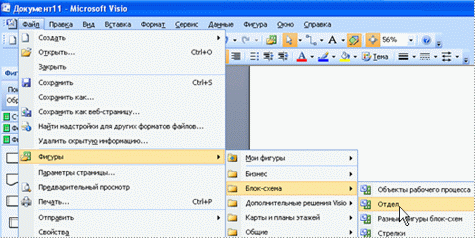 Документ11 - Microsoft Visio
Файл Правка Вид Вставка Формат Сервис Данные Фигура Окно Справка
56%
Тема
Создать
Открыть... Ctrl+O
Закрыть
Сохранить Ctrl+S
Сохранить как...
Сохранить как веб-страницу...
Найти надстройки для других форматов файлов...
Удалить скрытую информацию...
Фигуры
Параметры страницы...
Предварительный просмотр
Печать... Ctrl+P
Отправить
Свойства
Мои фигуры
Бизнес
Блок-схема
Дополнительные решения Visio
Карты и планы этажей
Общие
Объекты рабочего процесса
Отдел
Разные фигуры блок-схем
Стрелки